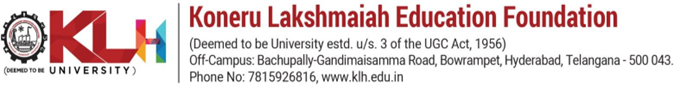 KLH
(DEEMED TO BE UNIVERSITY)
Koneru Lakshmaiah Education Foundation
(Deemed to be University estd. u/s. 3 of the UGC Act, 1956)
Off-Campus: Bachupally-Gandimaisamma Road, Bowrampet, Hyderabad, Telangana - 500 043.
Phone No: 7815926816, www.klh.edu.in